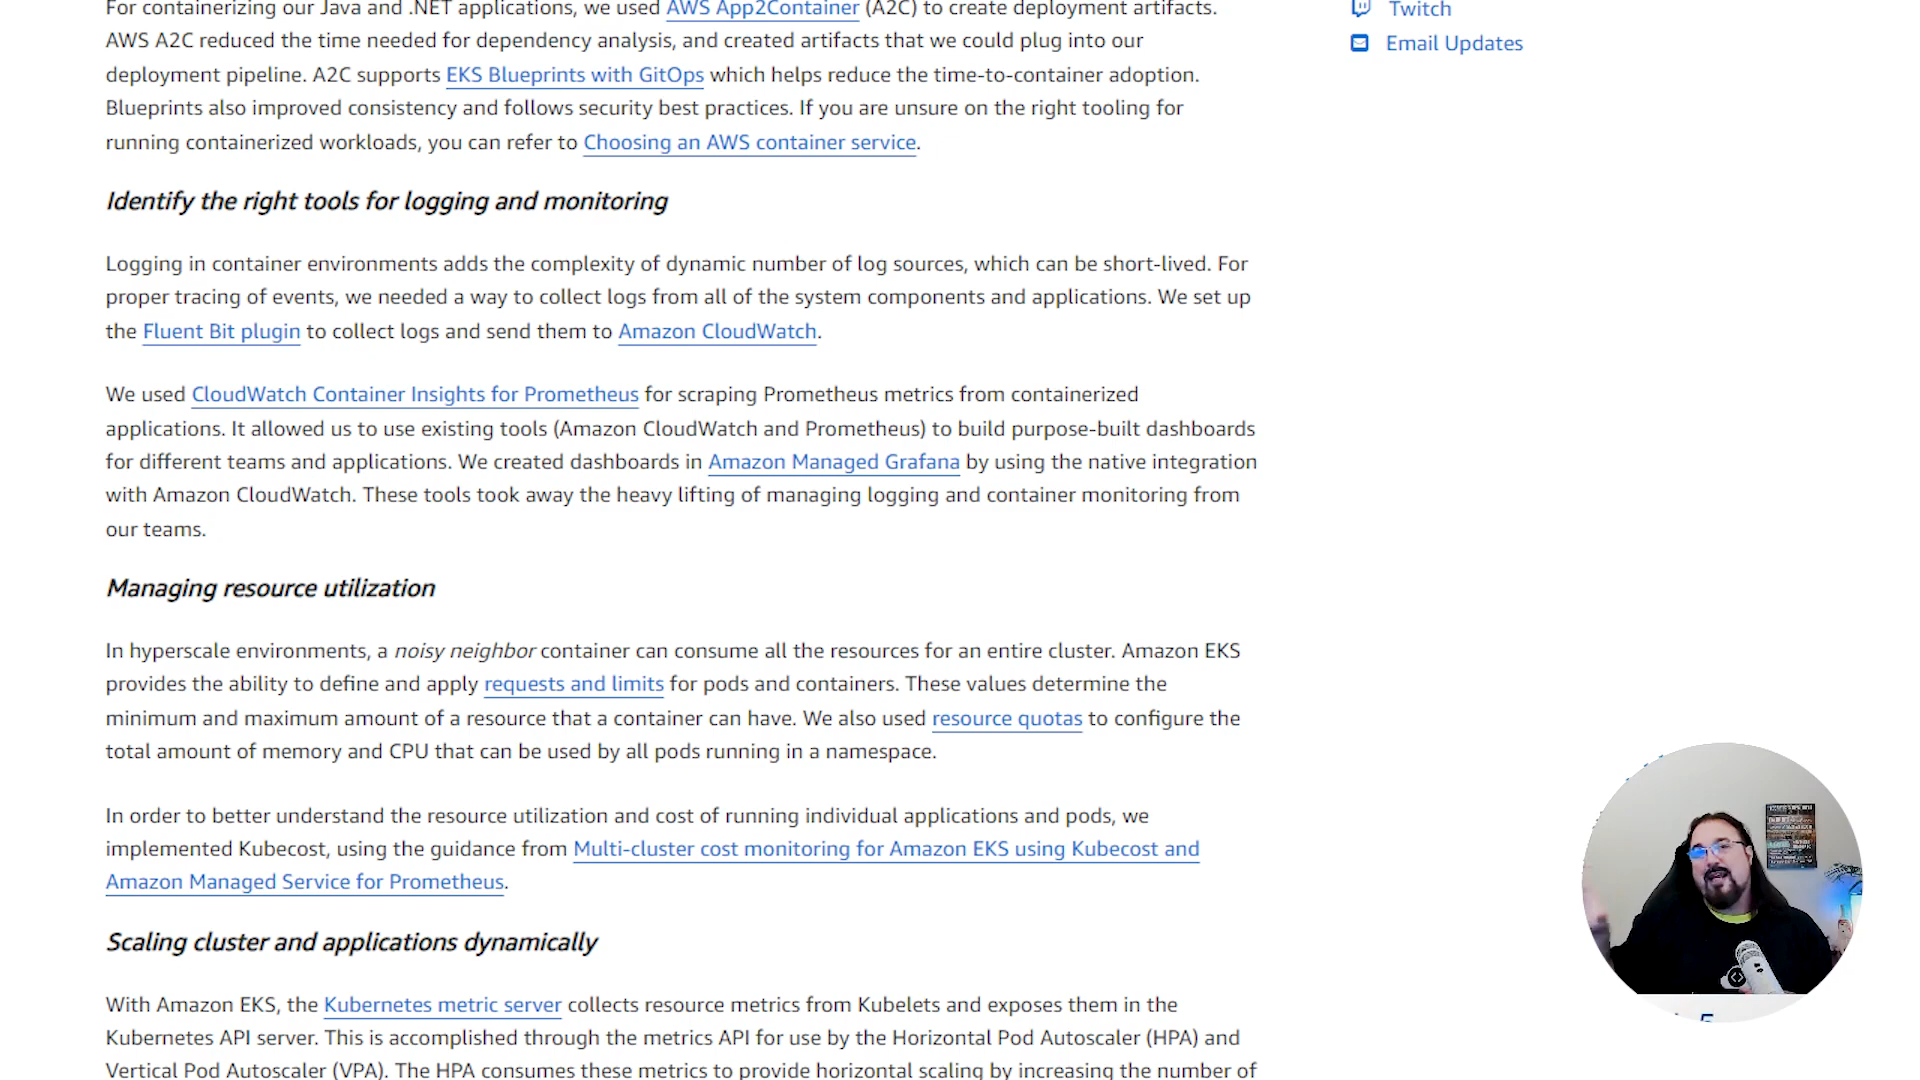 For containerizing our Java and .NET applications, we used AWS App2Container (A2C) to create deployment artifacts.
AWS A2C reduced the time needed for dependency analysis, and created artifacts that we could plug into our
deployment pipeline. A2C supports EKS Blueprints with GitOps which helps reduce the time-to-container adoption.
Blueprints also improved consistency and follows security best practices. If you are unsure on the right tooling for
running containerized workloads, you can refer to Choosing an AWS container service.
Identify the right tools for logging and monitoring
Logging in container environments adds the complexity of dynamic number of log sources, which can be short-lived. For
proper tracing of events, we needed a way to collect logs from all of the system components and applications. We set up
the Fluent Bit plugin to collect logs and send them to Amazon CloudWatch.
We used CloudWatch Container Insights for Prometheus for scraping Prometheus metrics from containerized
applications. It allowed us to use existing tools (Amazon CloudWatch and Prometheus) to build purpose-built dashboards
for different teams and applications. We created dashboards in Amazon Managed Grafana by using the native integration
with Amazon CloudWatch. These tools took away the heavy lifting of managing logging and container monitoring from
our teams.
Managing resource utilization
In hyperscale environments, a noisy neighbor container can consume all the resources for an entire cluster. Amazon EKS
provides the ability to define and apply requests and limits for pods and containers. These values determine the
minimum and maximum amount of a resource that a container can have. We also used resource quotas to configure the
total amount of memory and CPU that can be used by all pods running in a namespace.
In order to better understand the resource utilization and cost of running individual applications and pods, we
implemented Kubecost, using the guidance from Multi-cluster cost monitoring for Amazon EKS using Kubecost and
Amazon Managed Service for Prometheus.
Scaling cluster and applications dynamically
With Amazon EKS, the Kubernetes metric server collects resource metrics from Kubelets and exposes them in the
Kubernetes API server. This is accomplished through the metrics API for use by the Horizontal Pod Autoscaler (HPA) and
Vertical Pod Autoscaler (VPA). The HPA consumes these metrics to provide horizontal scaling by increasing the number of
Twitch
Email Updates